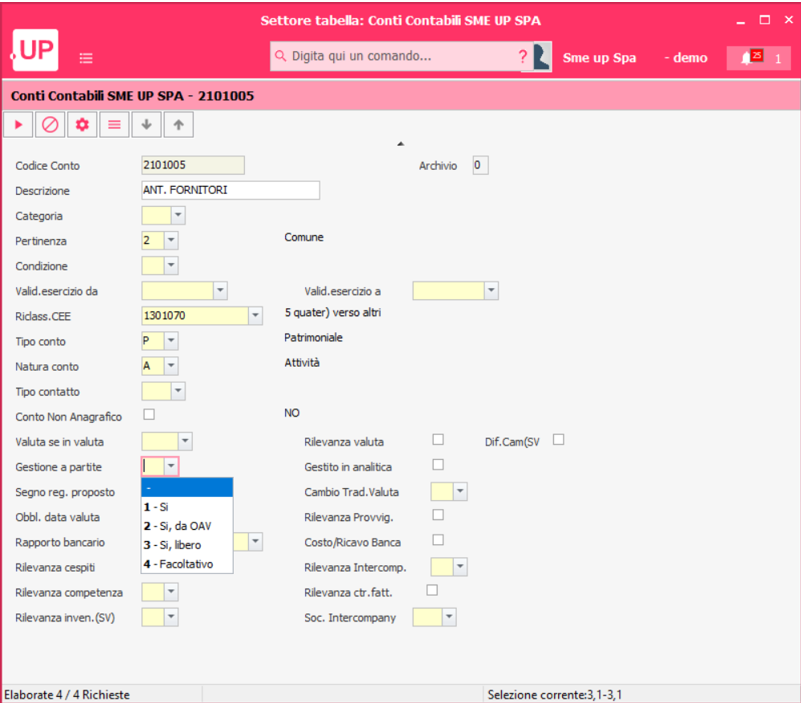 Settore tabella: Conti Contabili SME UP SPA
.UP
Digita qui un comando...
?
Sme up Spa
- demo
25
1
Conti Contabili SME UP SPA - 2101005
Codice Conto 2101005 Archivio 0
Descrizione ANT. FORNITORI
Categoria
Pertinenza 2 Comune
Condizione
Valid.esercizio da Valid.esercizio a
Riclass.CEE 1301070 5 quater) verso altri
Tipo conto P Patrimoniale
Natura conto A Attività
Tipo contatto
Conto Non Anagrafico NO
Valuta se in valuta Rilevanza valuta Dif.Cam(SV
Gestione a partite Gestito in analitica
-
Segno reg. proposto Cambio Trad.Valuta
1 - Si
Obbl. data valuta 2 - Si, da OAV Rilevanza Provvig.
Rapporto bancario 3 - Si, libero Costo/Ricavo Banca
4 - Facoltativo
Rilevanza cespiti Rilevanza Intercomp.
Rilevanza competenza Rilevanza ctr.fatt.
Rilevanza inven.(SV) Soc. Intercompany
Elaborate 4 / 4 Richieste Selezione corrente:3,1-3,1